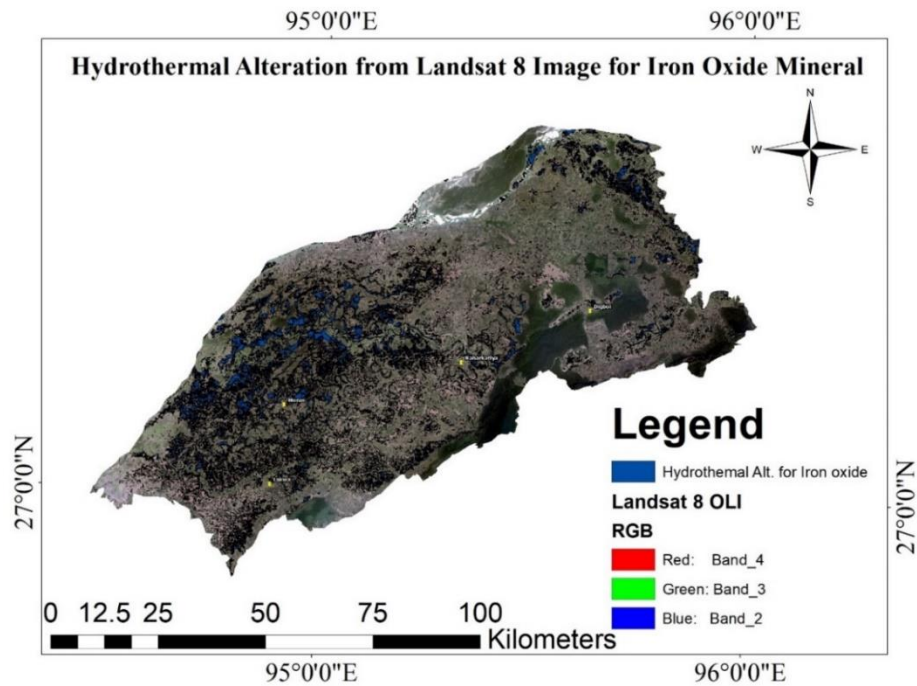 95°0'0"E 96°0'0"E
Hydrothermal Alteration from Landsat 8 Image for Iron Oxide Mineral
N
W E
S
27°0'0"N 27°0'0"N
Legend
Hydrothemal Alt. for Iron oxide
Landsat 8 OLI
RGB
Red: Band_4
Green: Band_3
Blue: Band_2
0 12.5 25 50 75 100
Kilometers
95°0'0"E 96°0'0"E